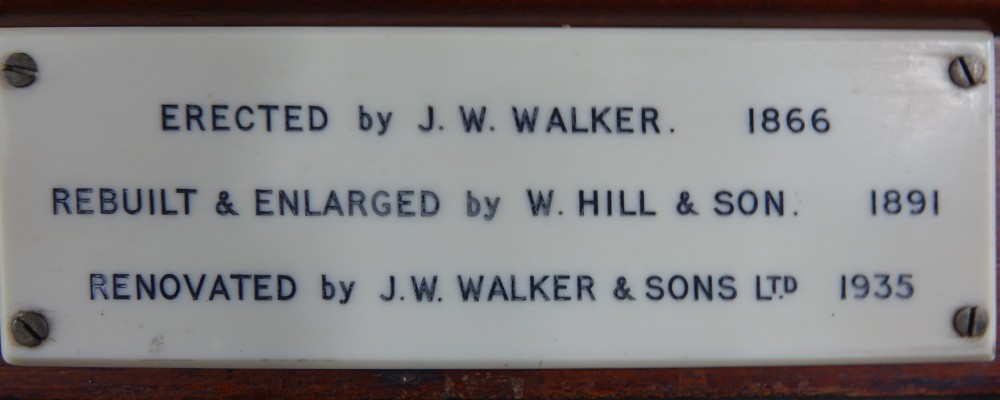 ERECTED by J. W. WALKER. 1866
REBUILT & ENLARGED by W. HILL & SON. 1891
RENOVATED by J.W. WALKER & SONS LTD 1935